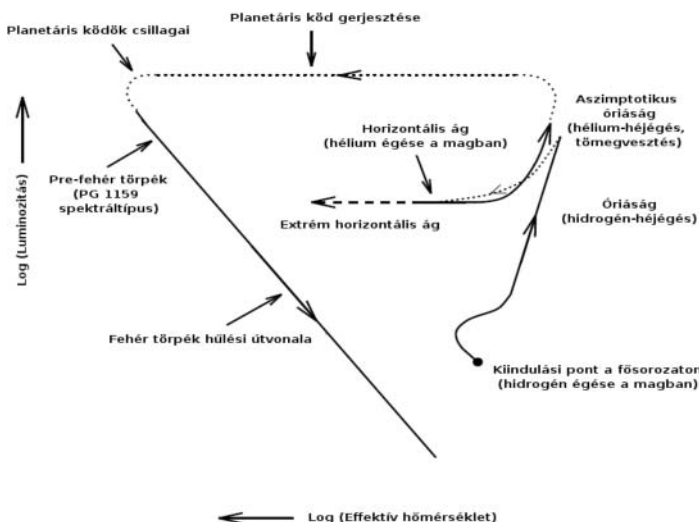 Planetáris ködök csillagai
Planetáris köd gerjesztése
Aszimptotikus
óriáság
(hélium-héjégés,
tömegvesztés)
Horizontális ág
(hélium égése a magban)
Pre-fehér törpék
(PG 1159
spektráltípus)
Log (Luminozitás)
Extrém horizontális ág
Óriáság
(hidrogén-héjégés)
Fehér törpék hűlési útvonala
Kiindulási pont a fősorozaton
(hidrogén égése a magban)
Log (Effektív hőmérséklet)